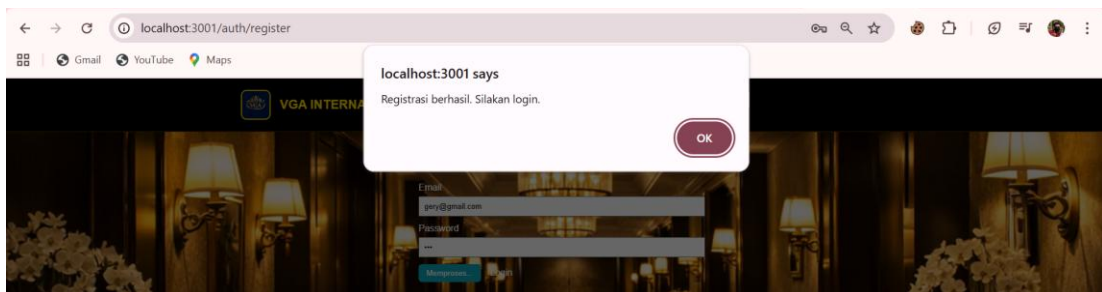 localhost:3001/auth/register
Gmail YouTube Maps
localhost:3001 says
Registrasi berhasil. Silakan login.
OK
VGA INTERNA
Email
gery@gmail.com
Password
Memproses... Login